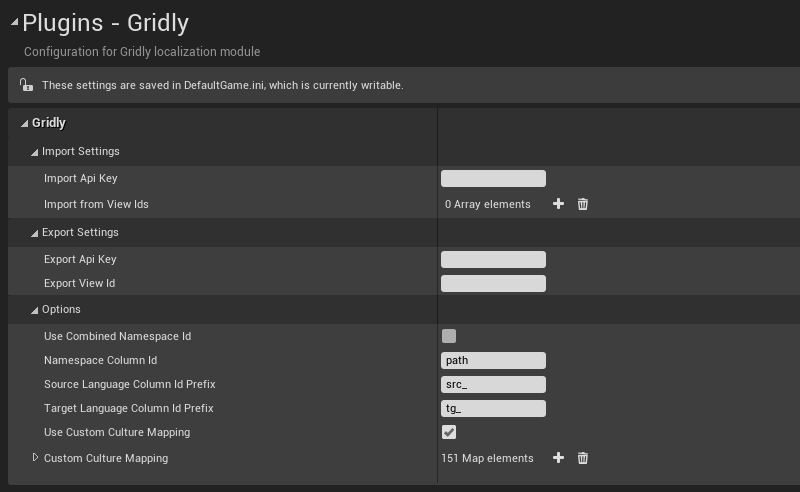 Plugins - Gridly
Configuration for Gridly localization module
These settings are saved in DefaultGame.ini, which is currently writable.
Gridly
Import Settings
Import Api Key
Import from View Ids 0 Array elements
Export Settings
Export Api Key
Export View Id
Options
Use Combined Namespace Id
Namespace Column Id path
Source Language Column Id Prefix src_
Target Language Column Id Prefix tg_
Use Custom Culture Mapping
Custom Culture Mapping 151 Map elements